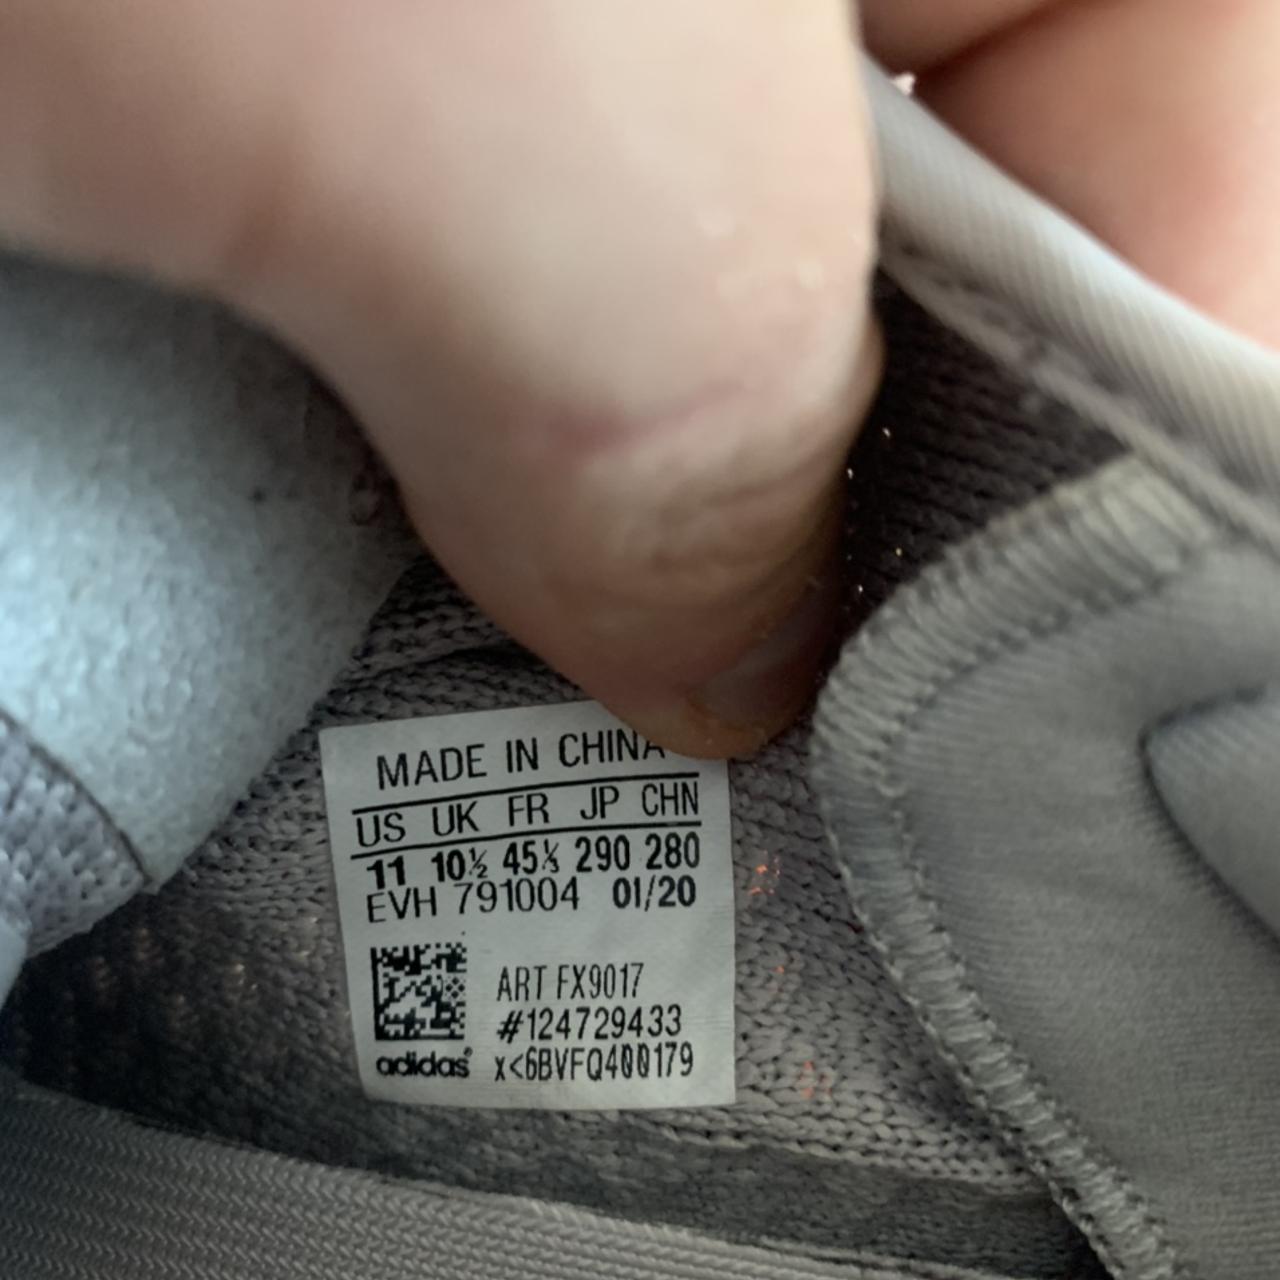 MADE IN CHINA
US UK FR JP CHN
11 10½ 45⅓ 290 280
EVH 791004 01/20
ART FX9017
#124729433
adidas® x<6BVFQ400179